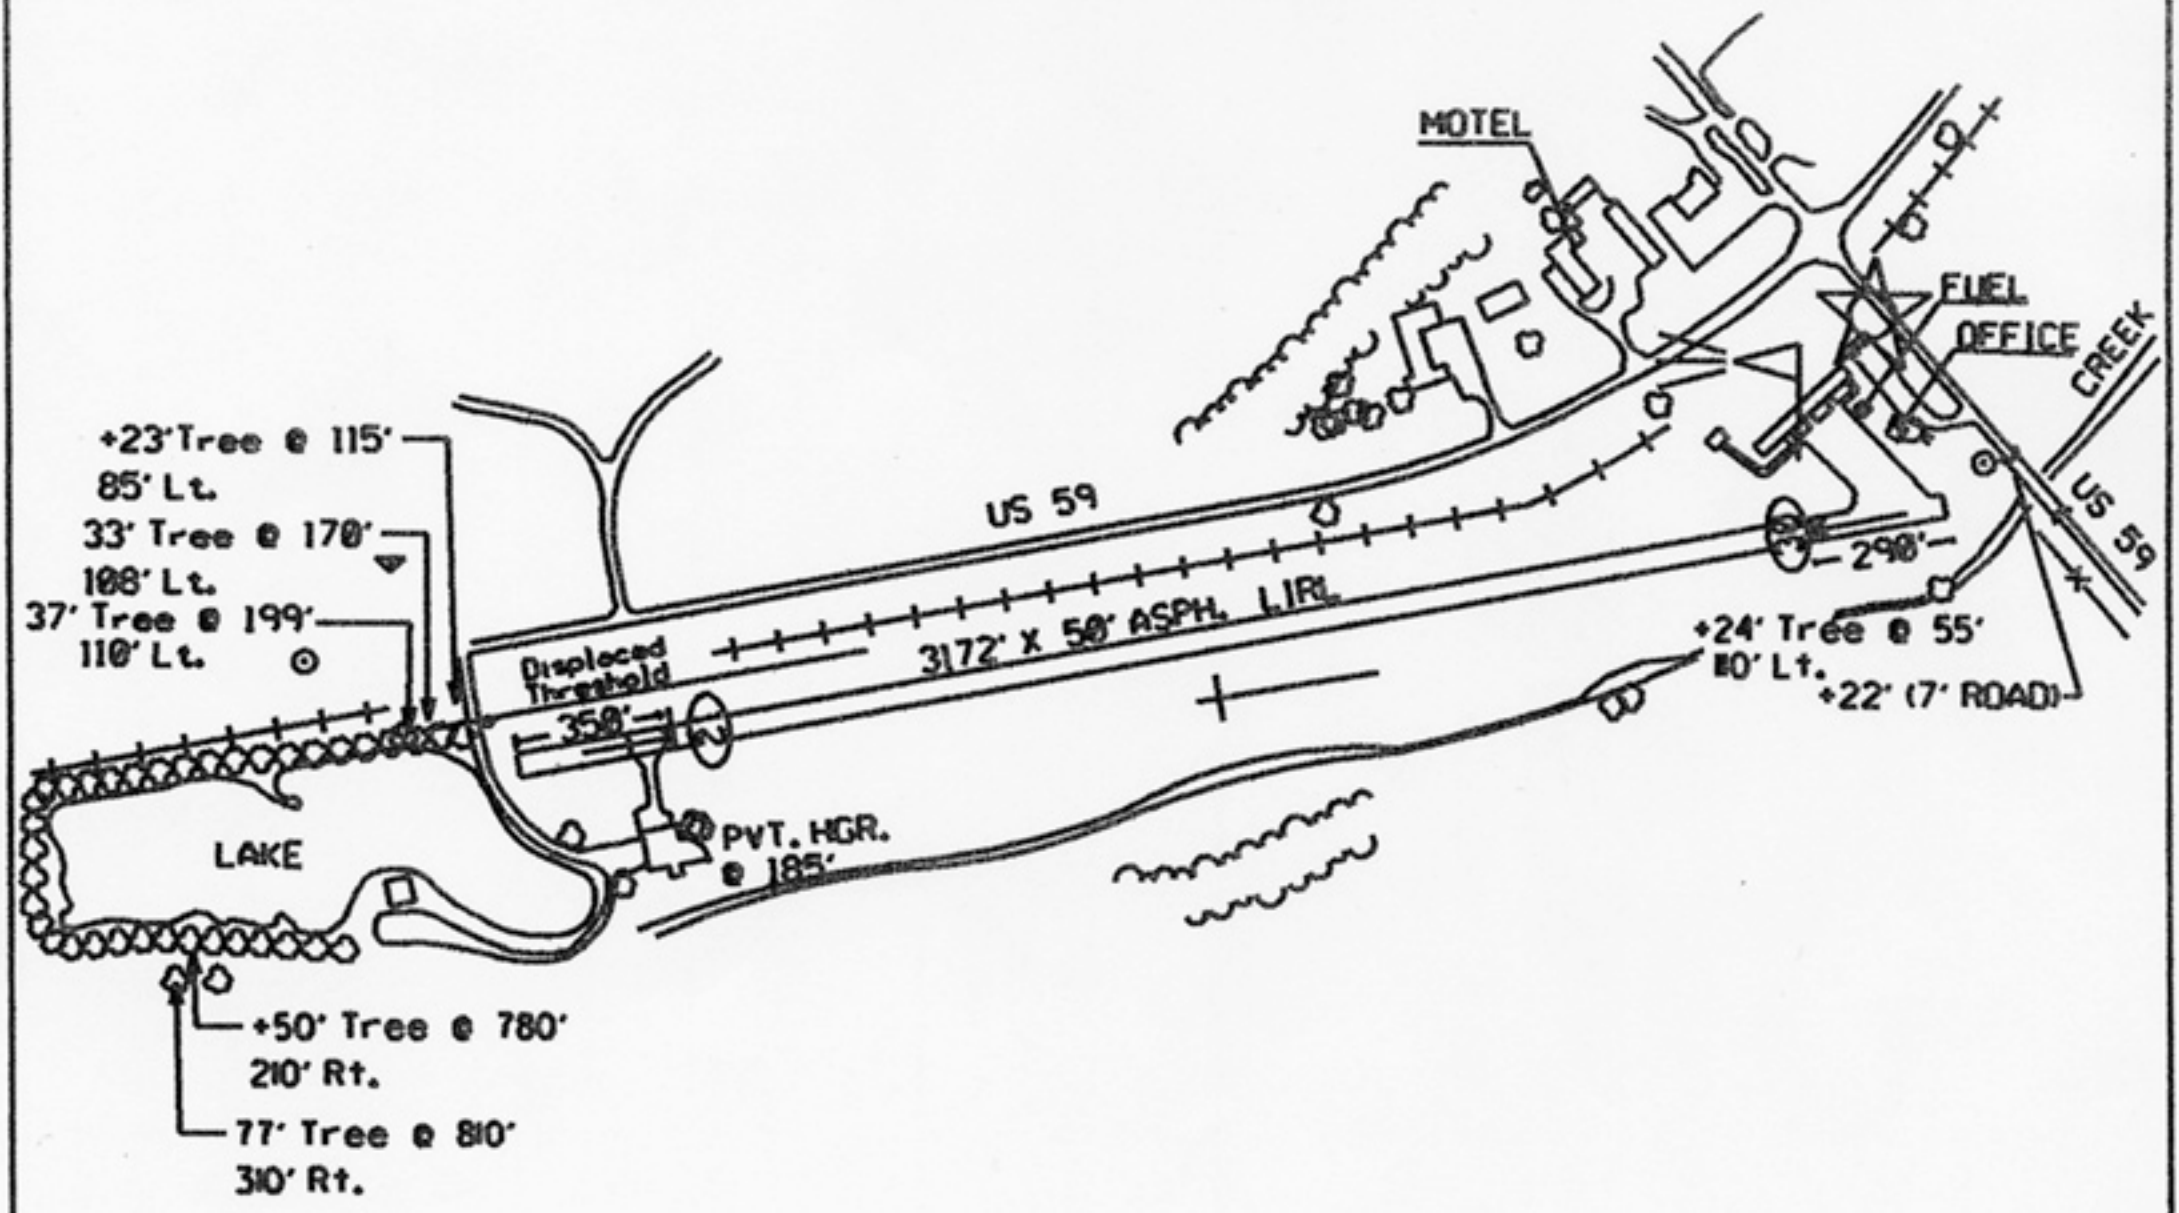 MOTEL
FUEL
OFFICE
CREEK
US 59
+23' Tree @ 115'
85' Lt.
33' Tree @ 170'
108' Lt.
37' Tree @ 199'
110' Lt.
US 59
3172' X 50' ASPH. LIRL
Displaced
Threshold
350'
2
290'
+24' Tree @ 55'
110' Lt.
+22' (7' ROAD)
LAKE
PVT. HGR.
@ 185'
+50' Tree @ 780'
210' Rt.
77' Tree @ 810'
310' Rt.